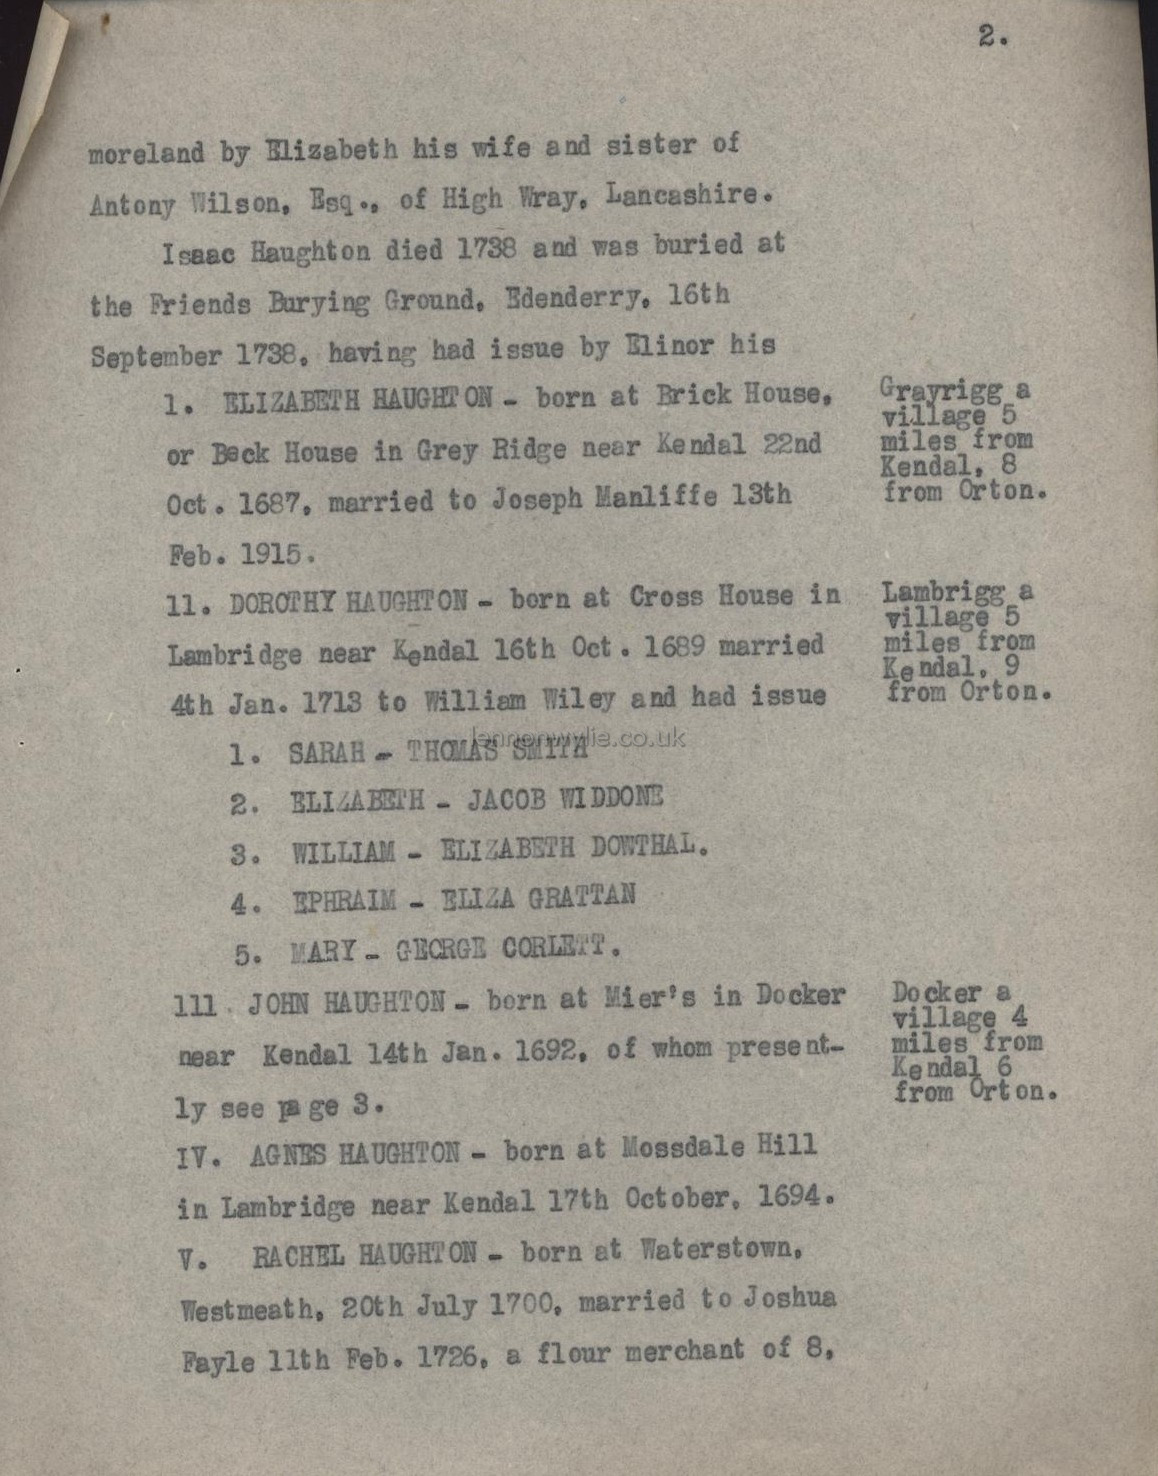 2.
moreland by Elizabeth his wife and sister of
Antony Wilson, Esq., of High Wray, Lancashire.
Isaac Haughton died 1738 and was buried at
the Friends Burying Ground, Edenderry, 16th
September 1738, having had issue by Elinor his
1. ELIZABETH HAUGHTON - born at Brick House,
or Beck House in Grey Ridge near Kendal 22nd
Oct. 1687, married to Joseph Manliffe 13th
Feb. 1915.
Grayrigg a
village 5
miles from
Kendal, 8
from Orton.
11. DOROTHY HAUGHTON - born at Cross House in
Lambridge near Kendal 16th Oct. 1689 married
4th Jan. 1713 to William Wiley and had issue
Lambrigg a
village 5
miles from
Kendal, 9
from Orton.
lennonwylie.co.uk
1. SARAH - THOMAS SMITH
2. ELIZABETH - JACOB WIDDONE
3. WILLIAM - ELIZABETH DOWTHAL.
4. EPHRAIM - ELIZA GRATTAN
5. MARY - GEORGE CORLETT.
111 JOHN HAUGHTON - born at Mier's in Docker
near Kendal 14th Jan. 1692, of whom present-
ly see page 3.
Docker a
village 4
miles from
Kendal 6
from Orton.
IV. AGNES HAUGHTON - born at Mossdale Hill
in Lambridge near Kendal 17th October, 1694.
V. RACHEL HAUGHTON - born at Waterstown,
Westmeath, 20th July 1700, married to Joshua
Fayle 11th Feb. 1726, a flour merchant of 8,